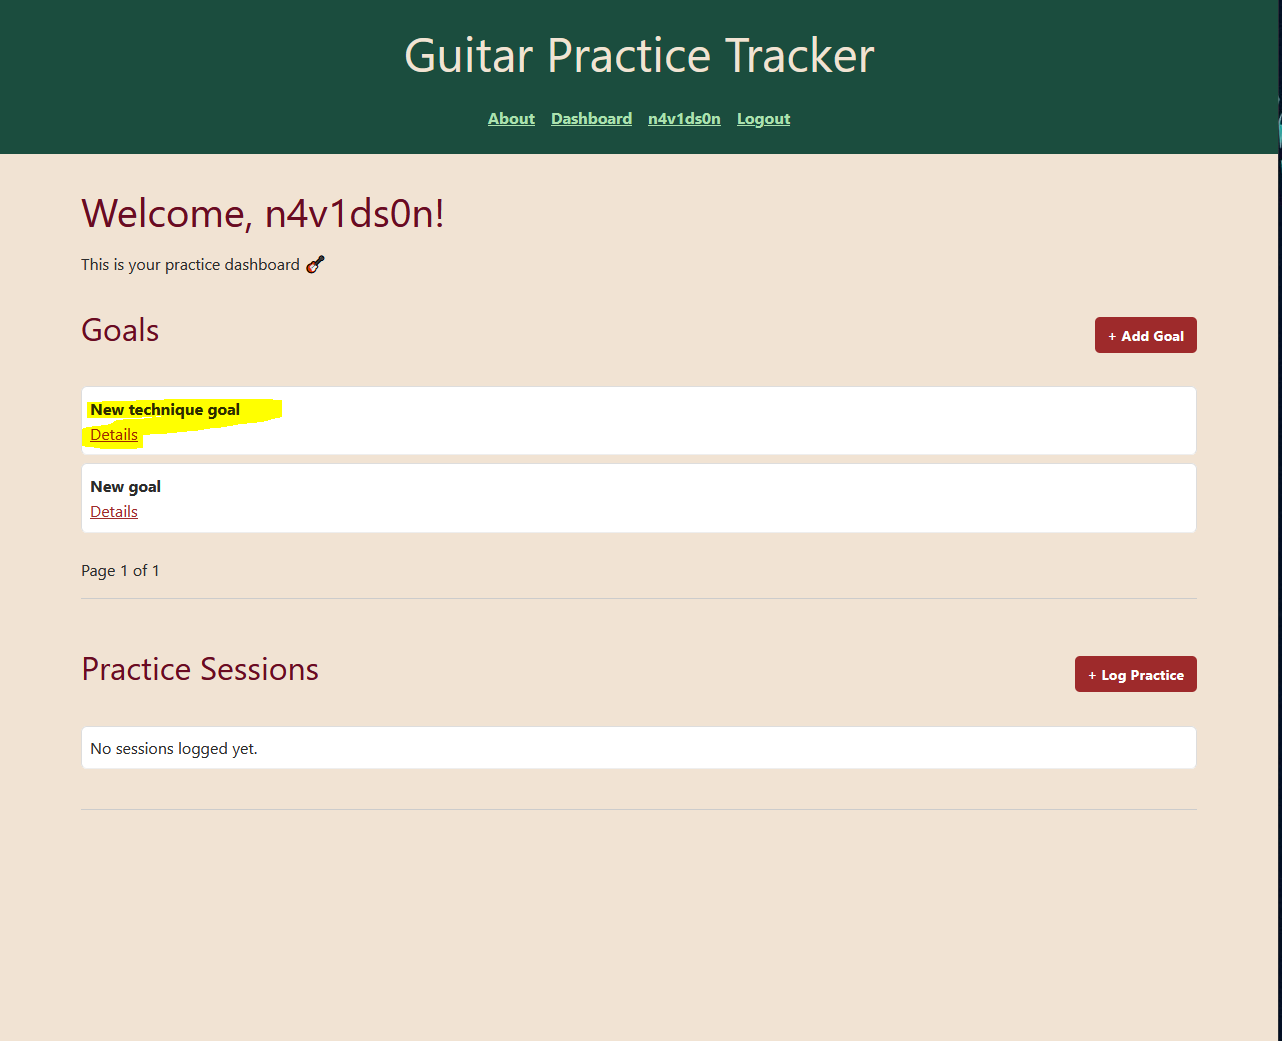 Guitar Practice Tracker
About Dashboard n4v1ds0n Logout
Welcome, n4v1ds0n!
This is your practice dashboard 🎸
Goals
+ Add Goal
New technique goal
Details
New goal
Details
Page 1 of 1
Practice Sessions
+ Log Practice
No sessions logged yet.